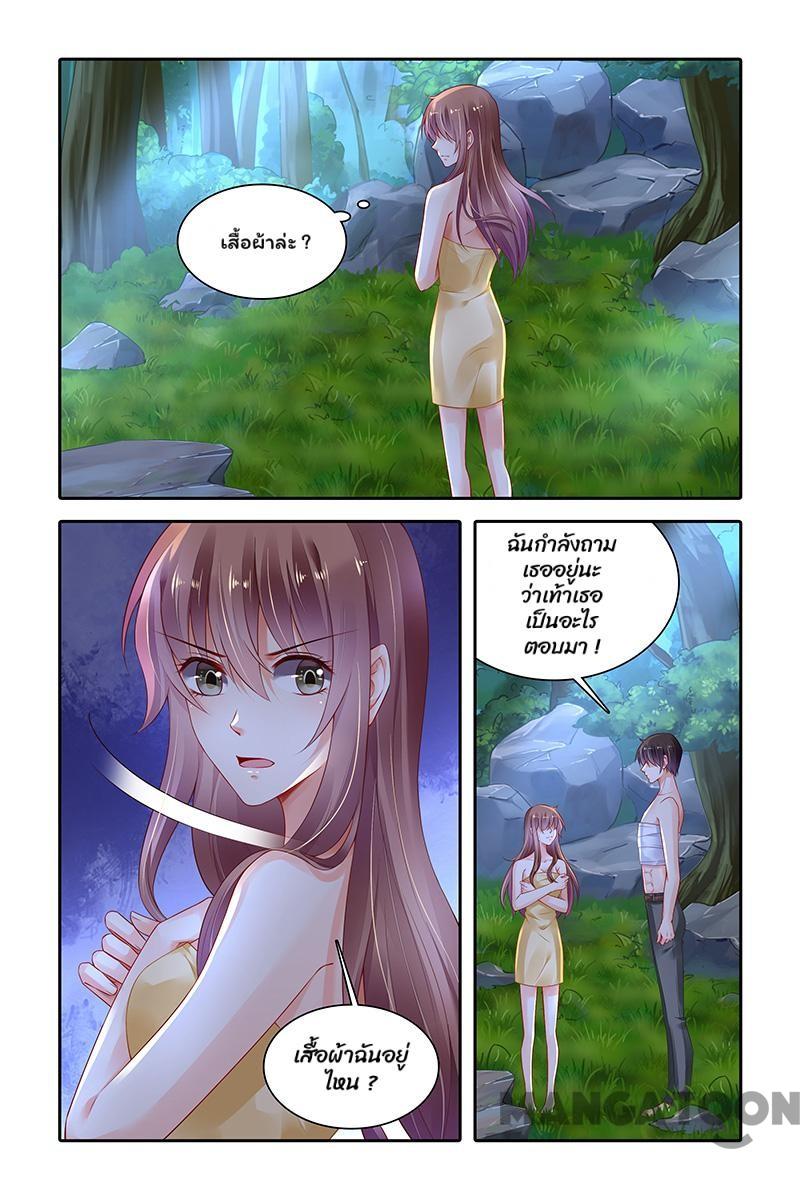 เสื้อผ้าล่ะ ?
เสื้อผ้าฉันอยู่
ไหน ?
ฉันกำลังถาม
เธออยู่นะ
ว่าเท้าเธอ
เป็นอะไร
ตอบมา !
MANGATOON